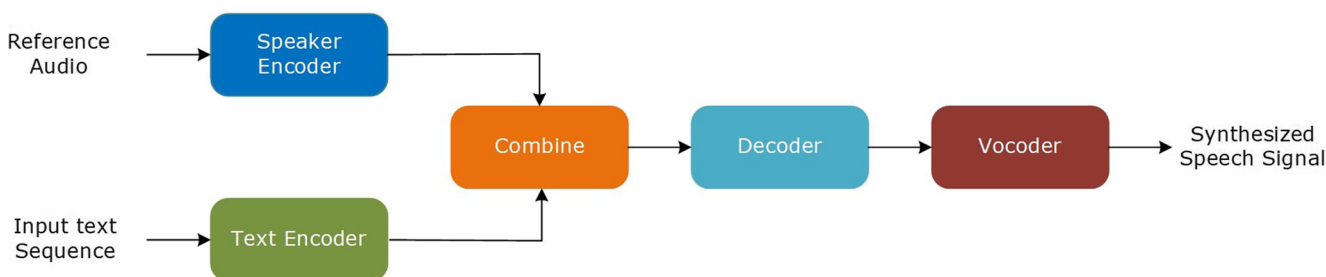 Reference
Audio
Speaker
Encoder
Combine
Decoder
Vocoder
Synthesized
Speech Signal
Input text
Sequence
Text Encoder